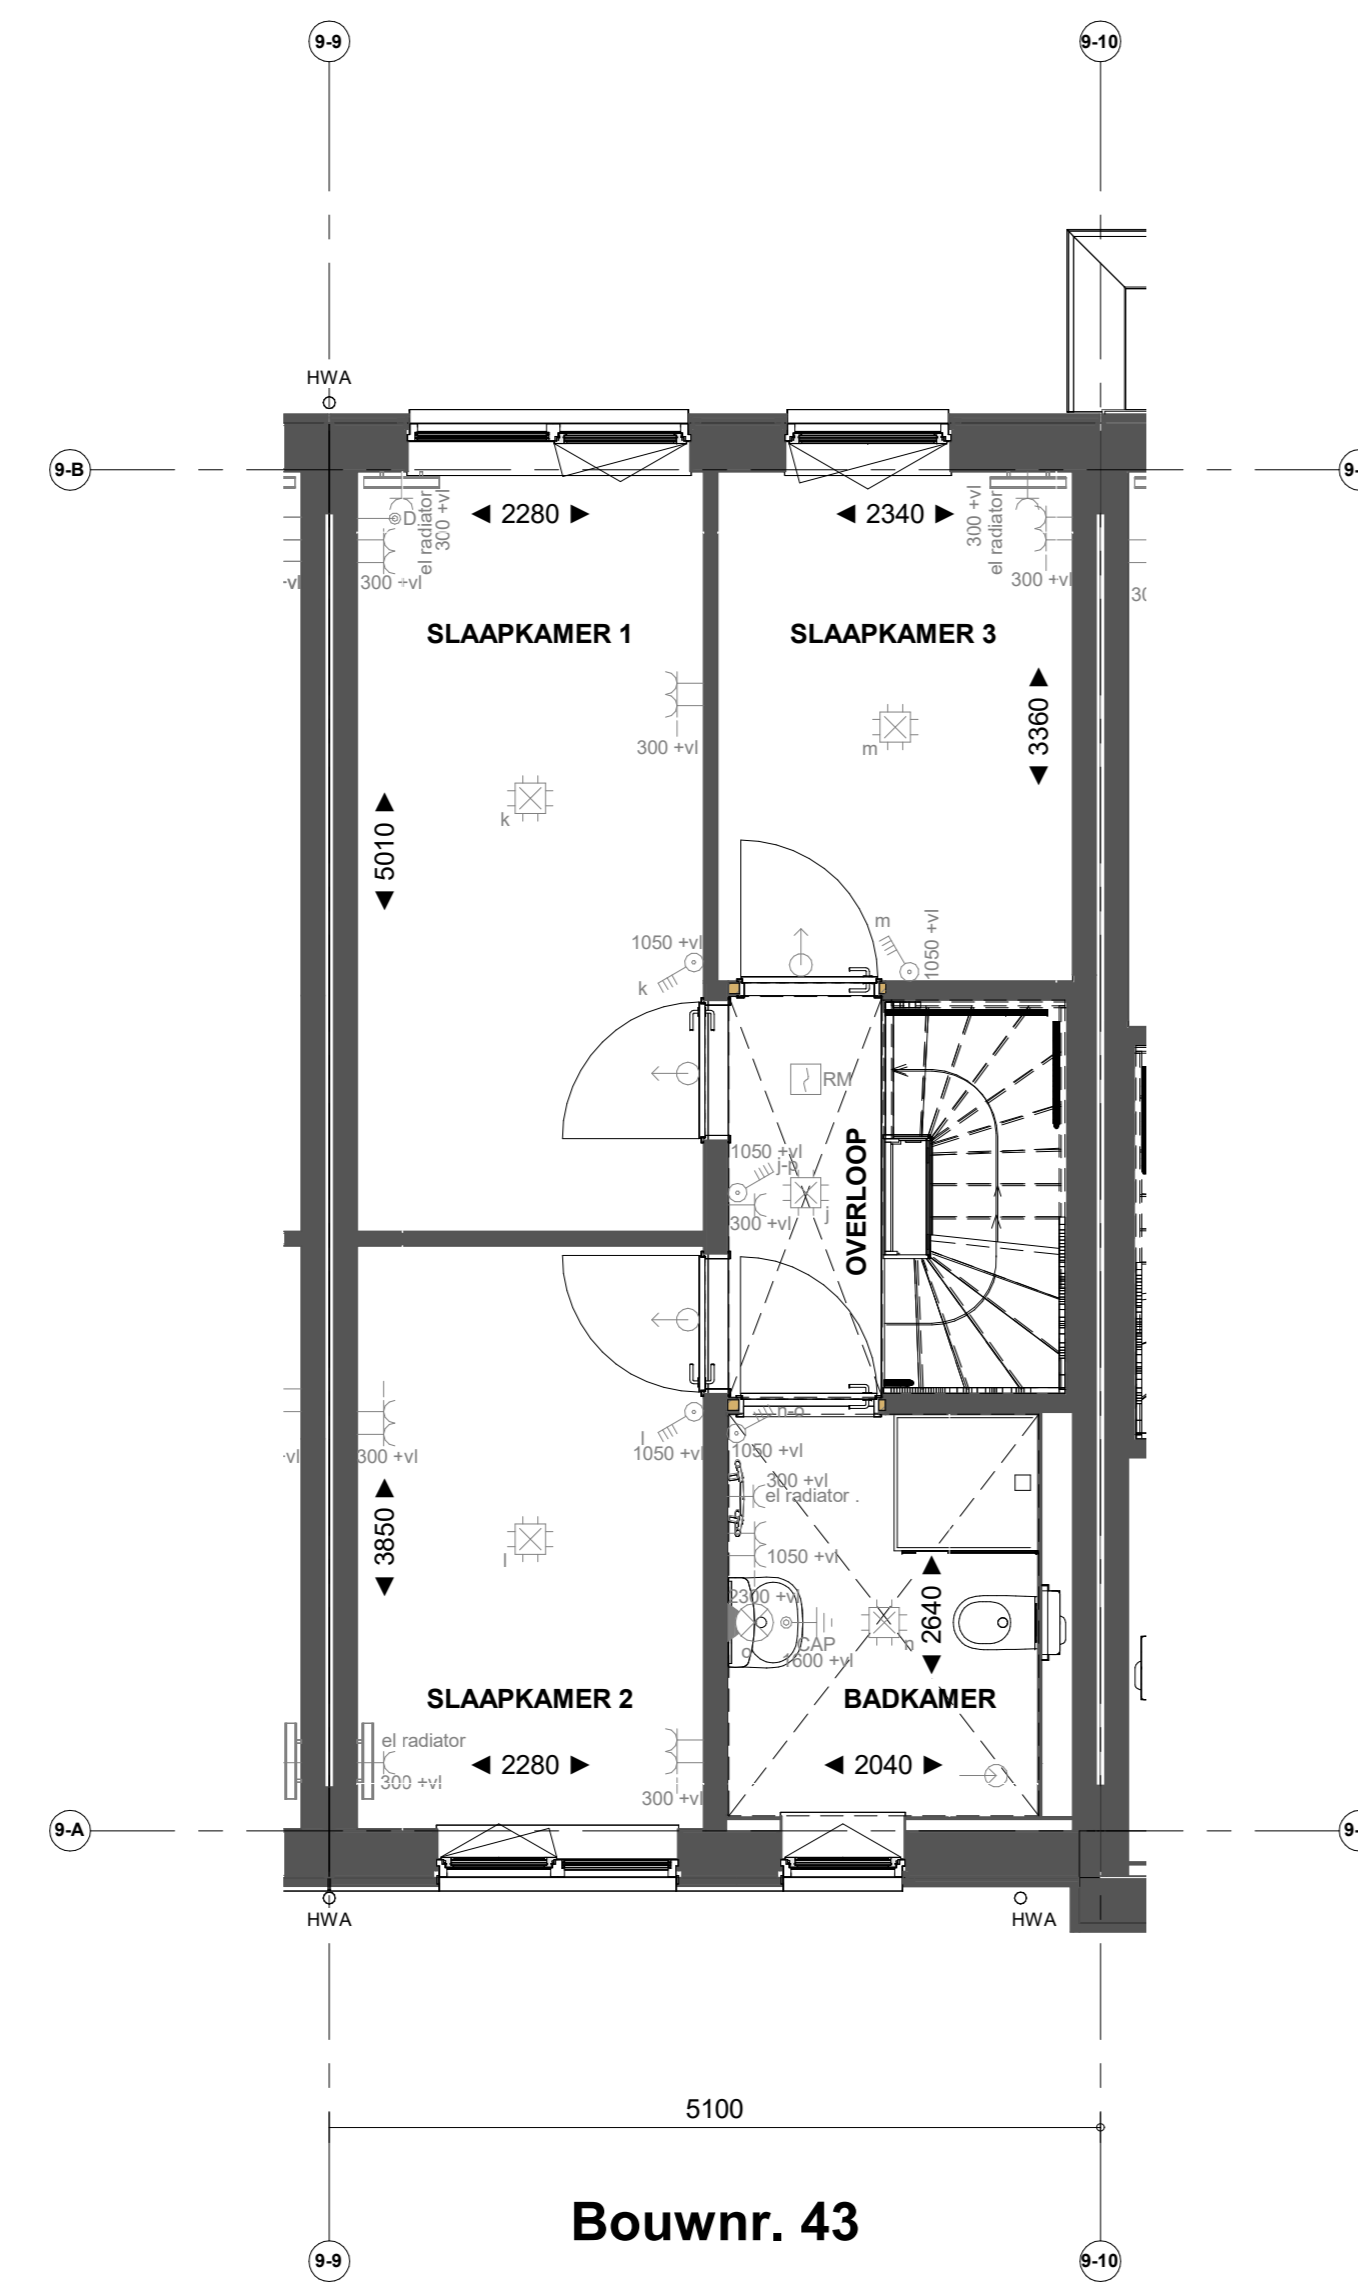 9-9
9-10
HWA
9-B
9-
2280
2340
D
el radiator
300 +vl
300 +vl
el radiator
-vl
300 +vl
300 +vl
SLAAPKAMER 1
SLAAPKAMER 3
3360
300 +vl
m
k
5010
m
1050 +vl
1050 +vl
k
RM
OVERLOOP
1050 +vl
j-p
300 +vl
j
l
1050 +vl
n-o
1050 +vl
-vl
300 +vl
300 +vl
el radiator .
3850
l
1050 +vl
2300 +vl
2640
n
CAP
o
1600 +vl
SLAAPKAMER 2
BADKAMER
el radiator
2280
2040
300 +vl
300 +vl
9-A
9-
HWA
HWA
5100
Bouwnr. 43
9-9
9-10